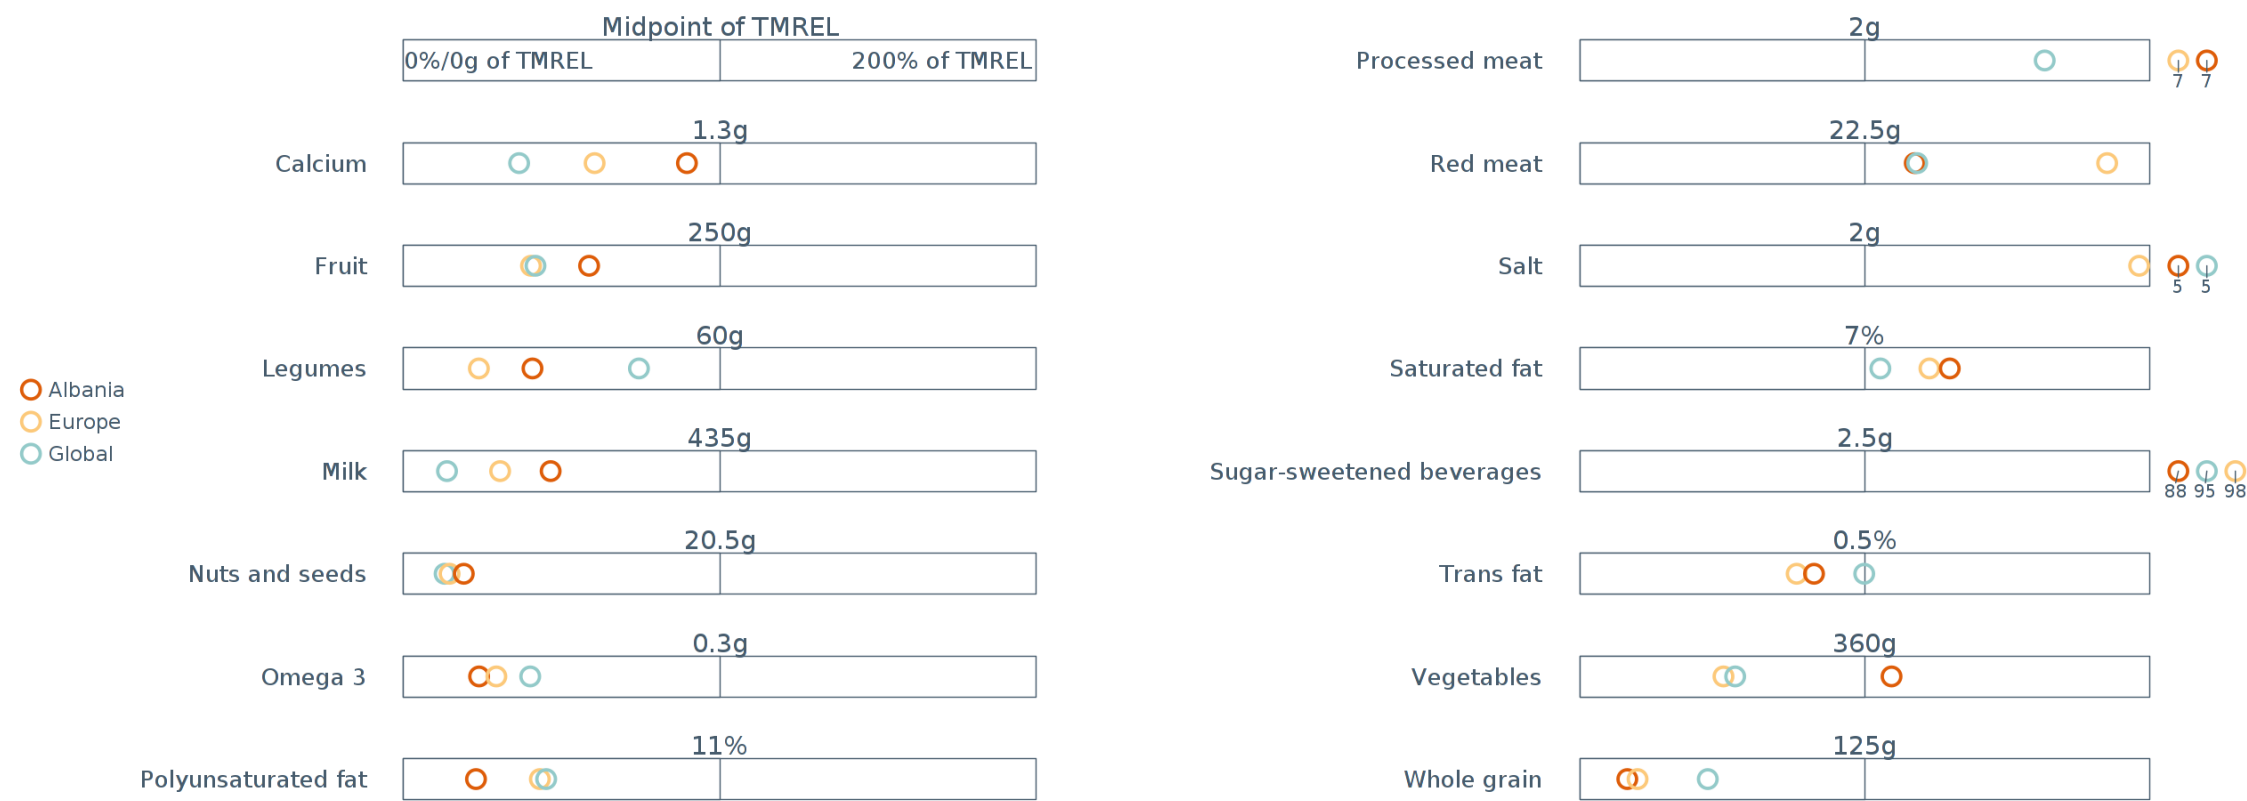 Midpoint of TMREL
0%/0g of TMREL
200% of TMREL
1.3g
Calcium
250g
Fruit
60g
Legumes
435g
Milk
20.5g
Nuts and seeds
0.3g
Omega 3
11%
Polyunsaturated fat
Albania
Europe
Global
2g
Processed meat
7 7
22.5g
Red meat
2g
Salt
5 5
7%
Saturated fat
2.5g
Sugar-sweetened beverages
88 95 98
0.5%
Trans fat
360g
Vegetables
125g
Whole grain